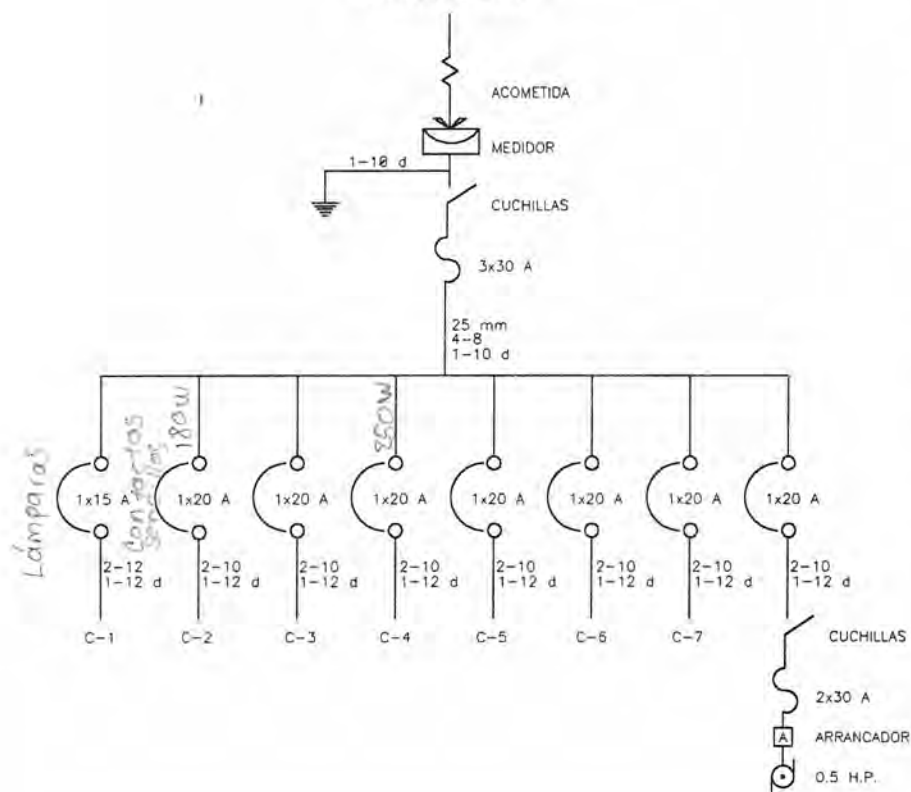 ACOMETIDA
MEDIDOR
1-10 d
CUCHILLAS
3x30 A
25 mm
4-8
1-10 d
Lámparas
Contactos
Sencillos
180W
250W
1x15 A
1x20 A
1x20 A
1x20 A
1x20 A
1x20 A
1x20 A
1x20 A
2-12
1-12 d
2-10
1-12 d
2-10
1-12 d
2-10
1-12 d
2-10
1-12 d
2-10
1-12 d
2-10
1-12 d
2-10
1-12 d
C-1
C-2
C-3
C-4
C-5
C-6
C-7
CUCHILLAS
2x30 A
A
ARRANCADOR
0.5 H.P.